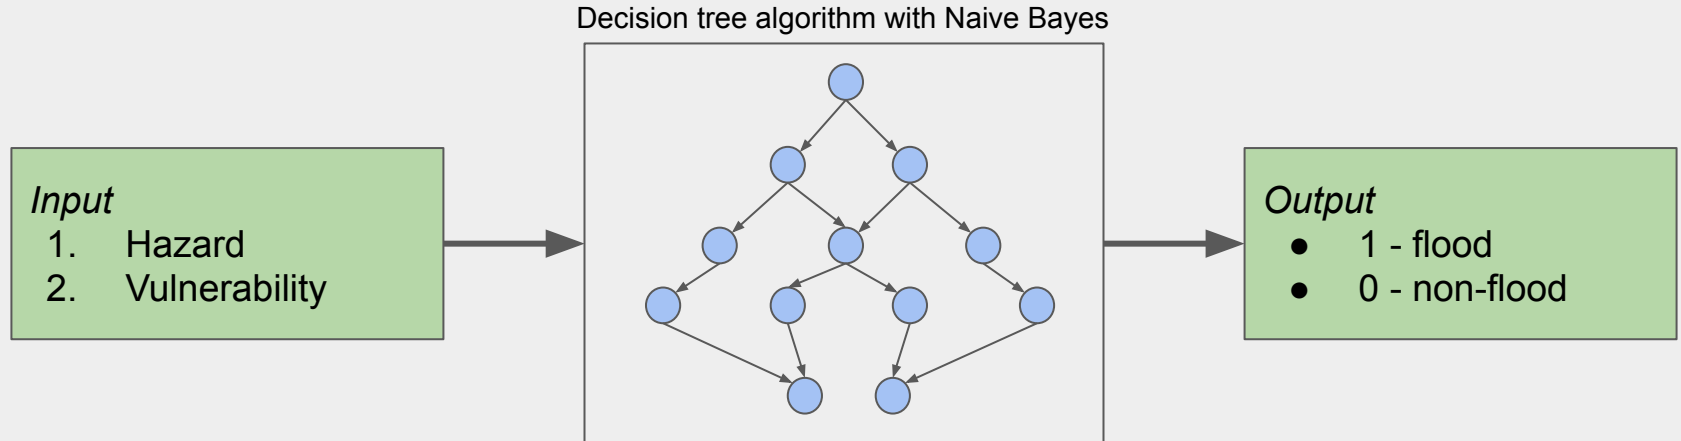 Decision tree algorithm with Naive Bayes
Input
1. Hazard
2. Vulnerability
Output
● 1 - flood
● 0 - non-flood